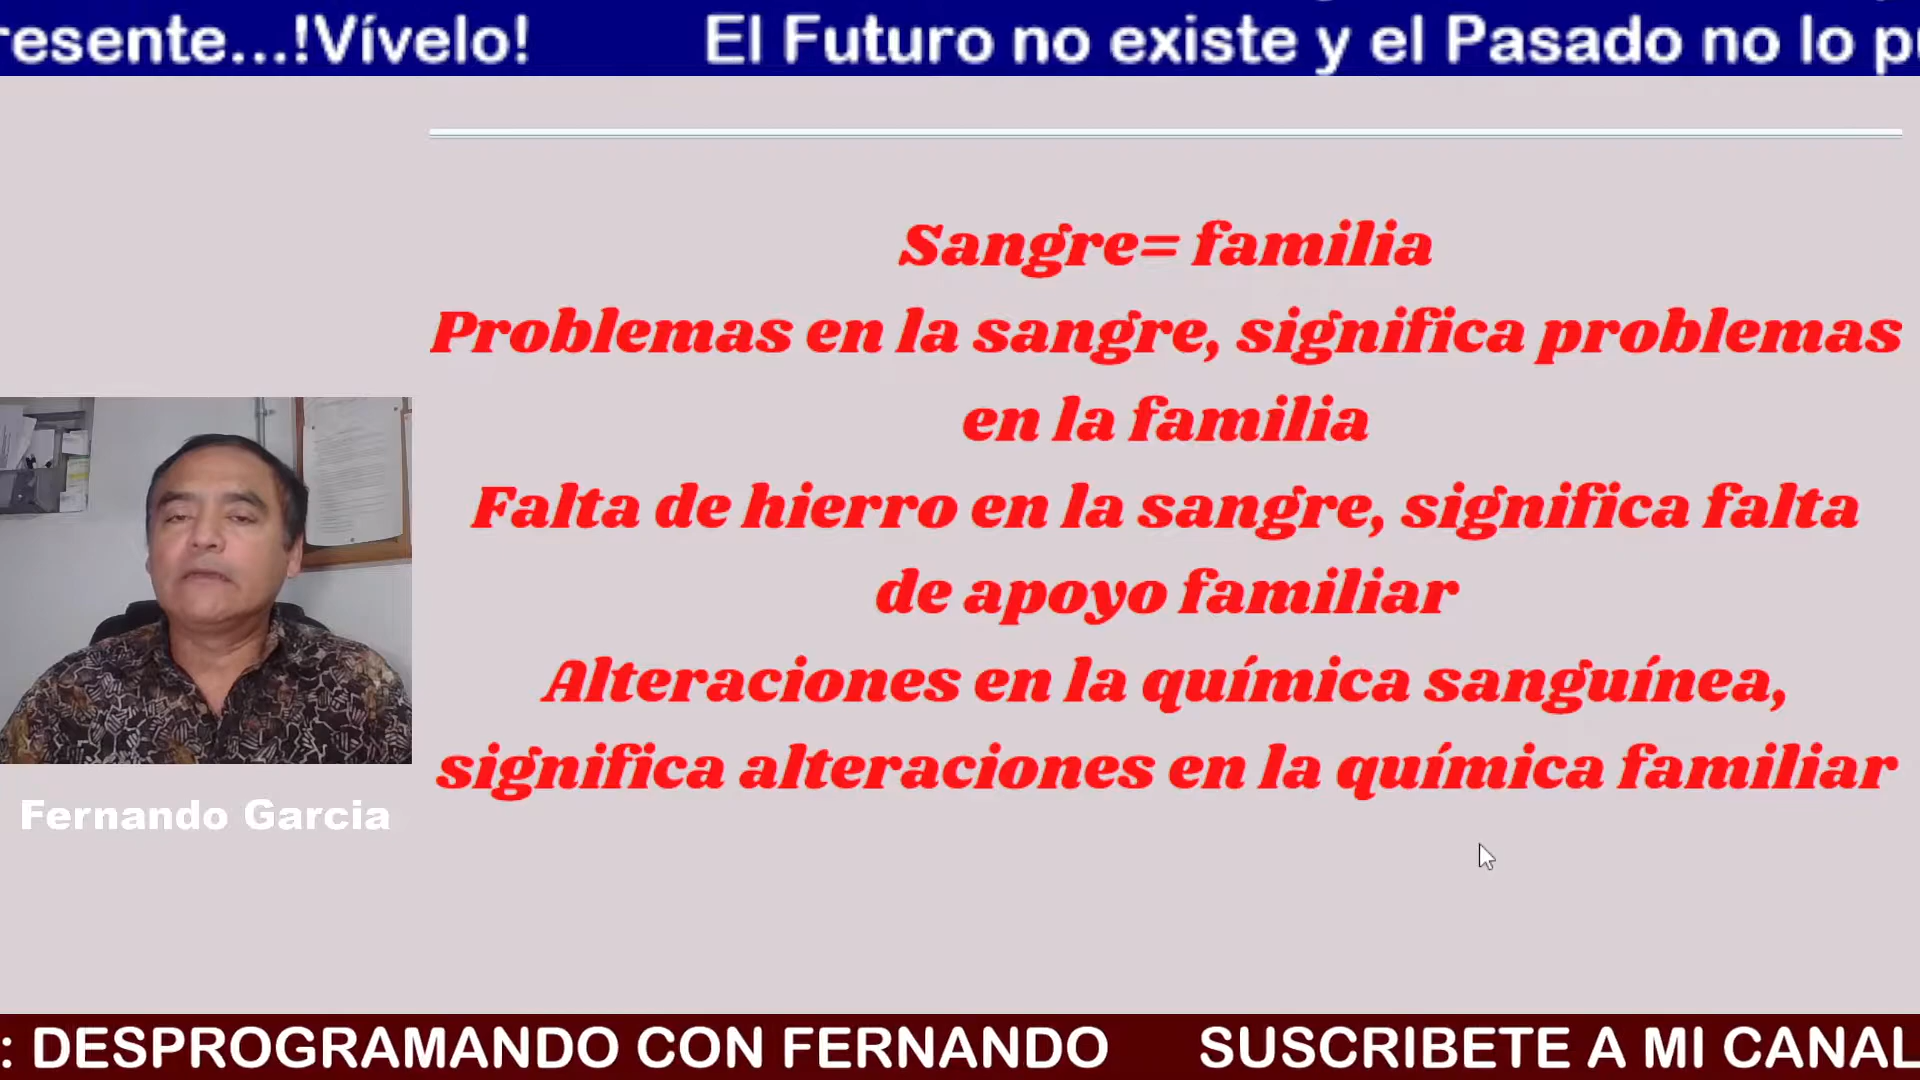 resente...!Vívelo! El Futuro no existe y el Pasado no lo
Sangre= familia
Problemas en la sangre, significa problemas
en la familia
Falta de hierro en la sangre, significa falta
de apoyo familiar
Alteraciones en la química sanguínea,
significa alteraciones en la química familiar
Fernando Garcia
: DESPROGRAMANDO CON FERNANDO SUSCRIBETE A MI CANAL